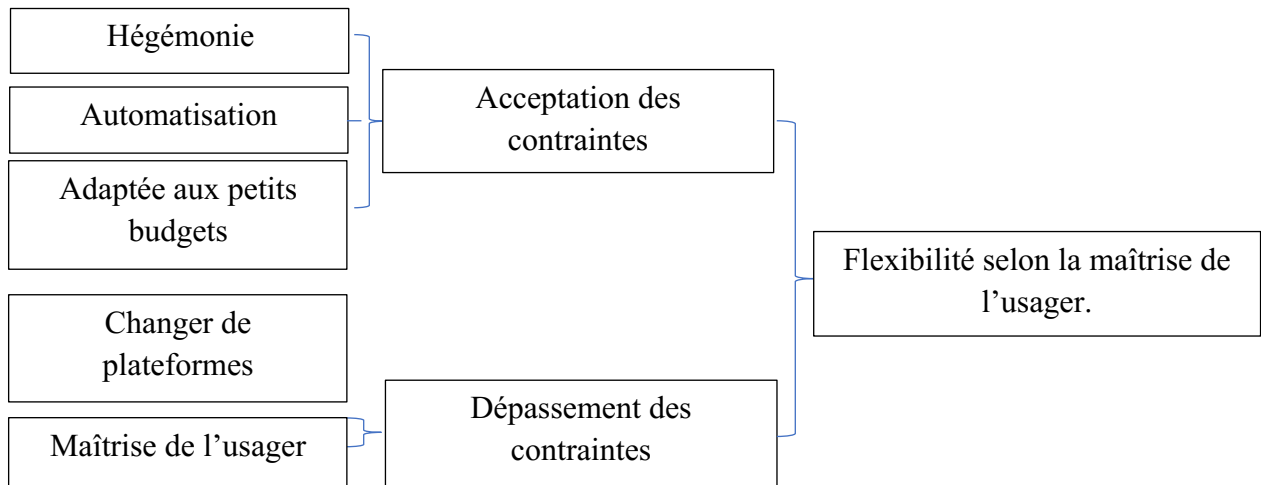 Hégémonie
Automatisation
Adaptée aux petits
budgets
Changer de
plateformes
Maîtrise de l’usager
Acceptation des
contraintes
Dépassement des
contraintes
Flexibilité selon la maîtrise de
l’usager.